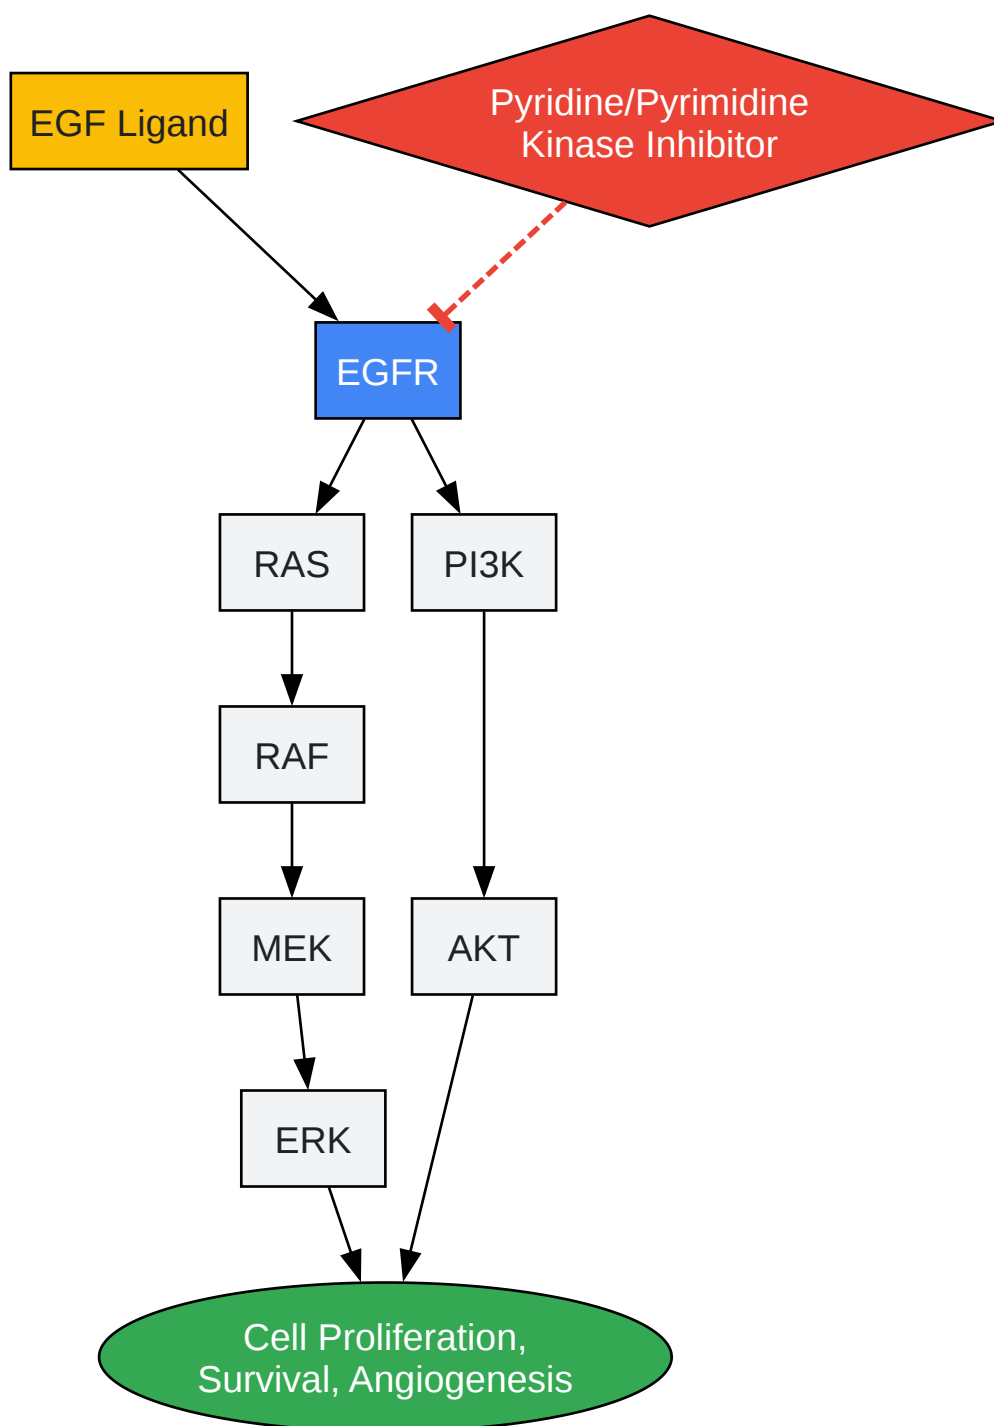 EGF Ligand
Pyridine/Pyrimidine
Kinase Inhibitor
EGFR
RAS
PI3K
RAF
MEK
AKT
ERK
Cell Proliferation,
Survival, Angiogenesis